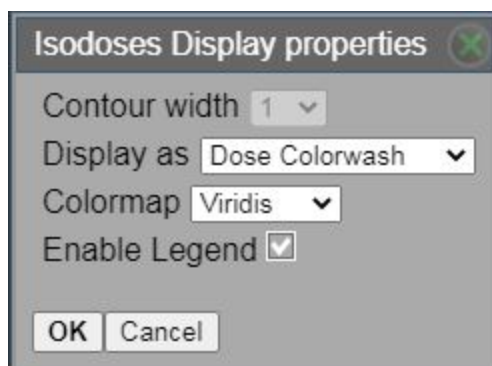 Isodoses Display properties
Contour width 1
Display as Dose Colorwash
Colormap Viridis
Enable Legend
OK Cancel